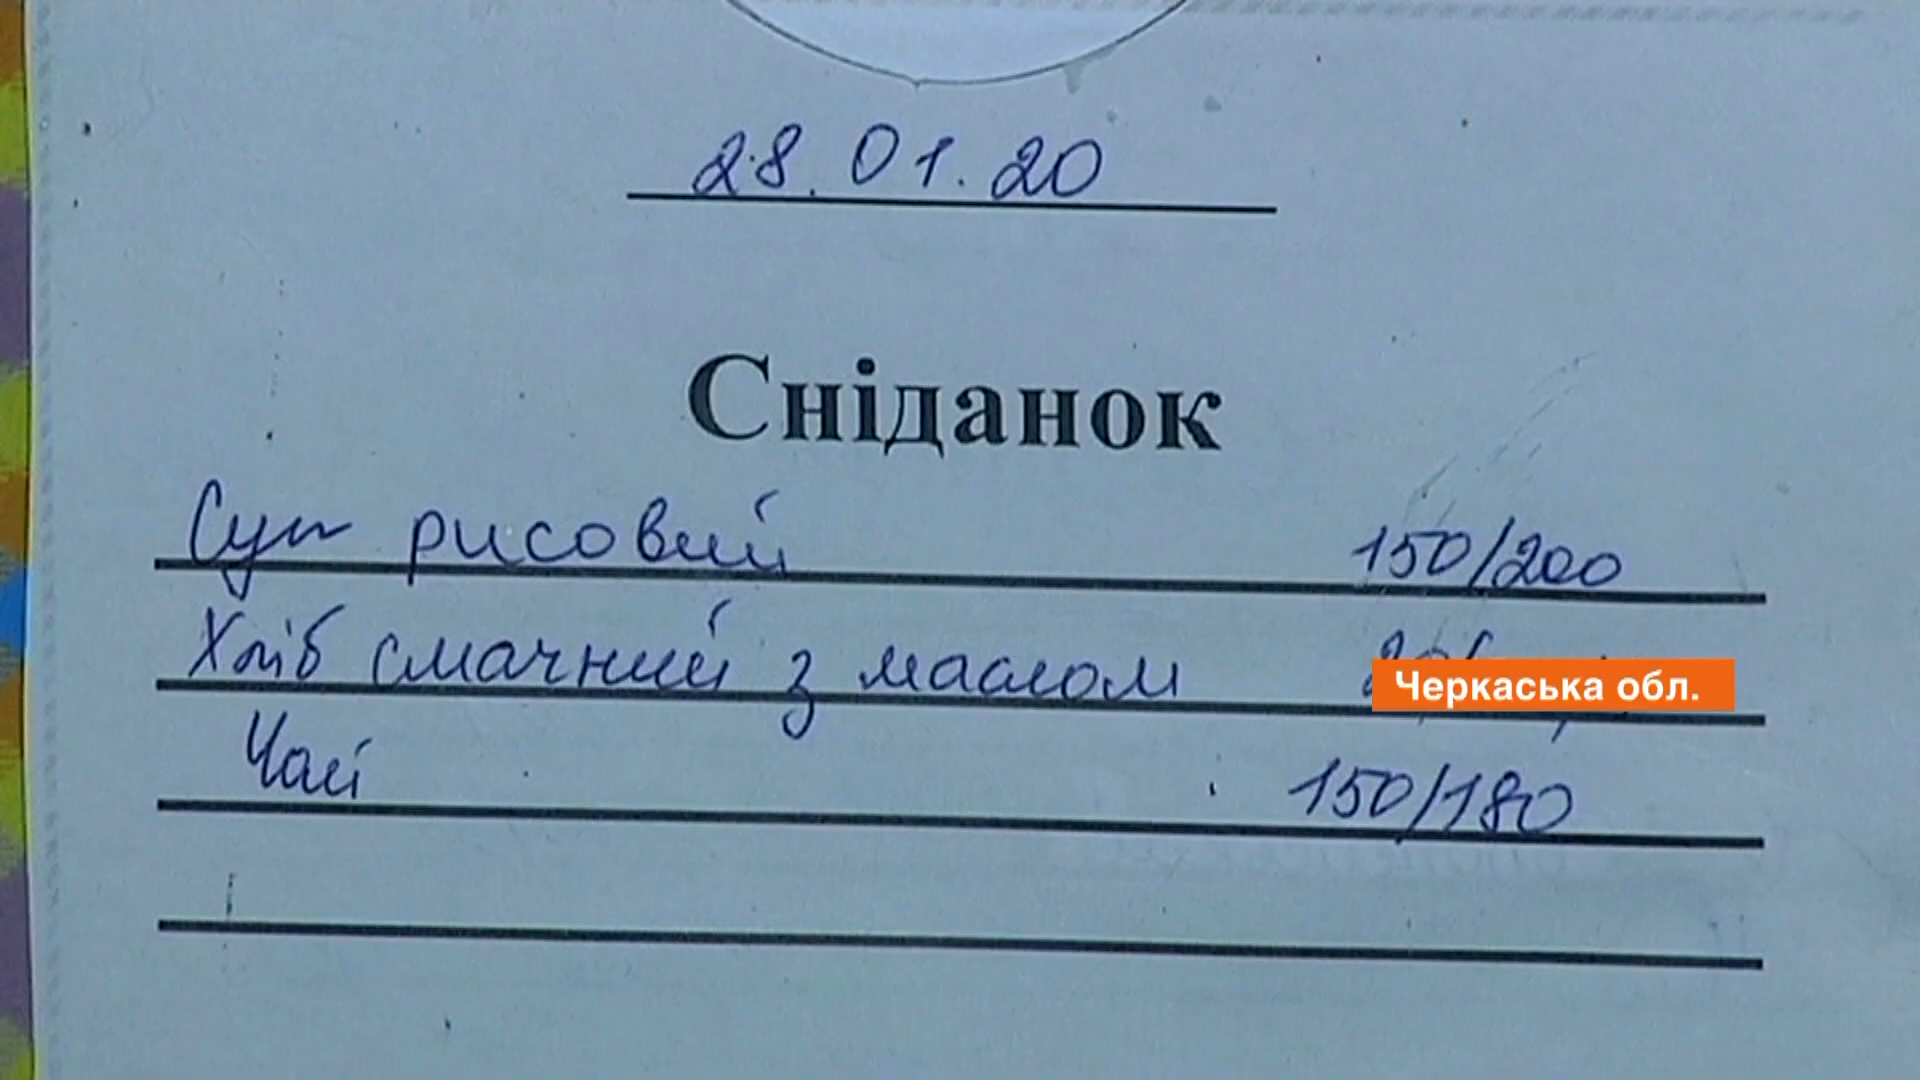 28.01.20
Сніданок
Суп рисовий 150/200
Хліб смачний з маслом
Черкаська обл.
Чай 150/180